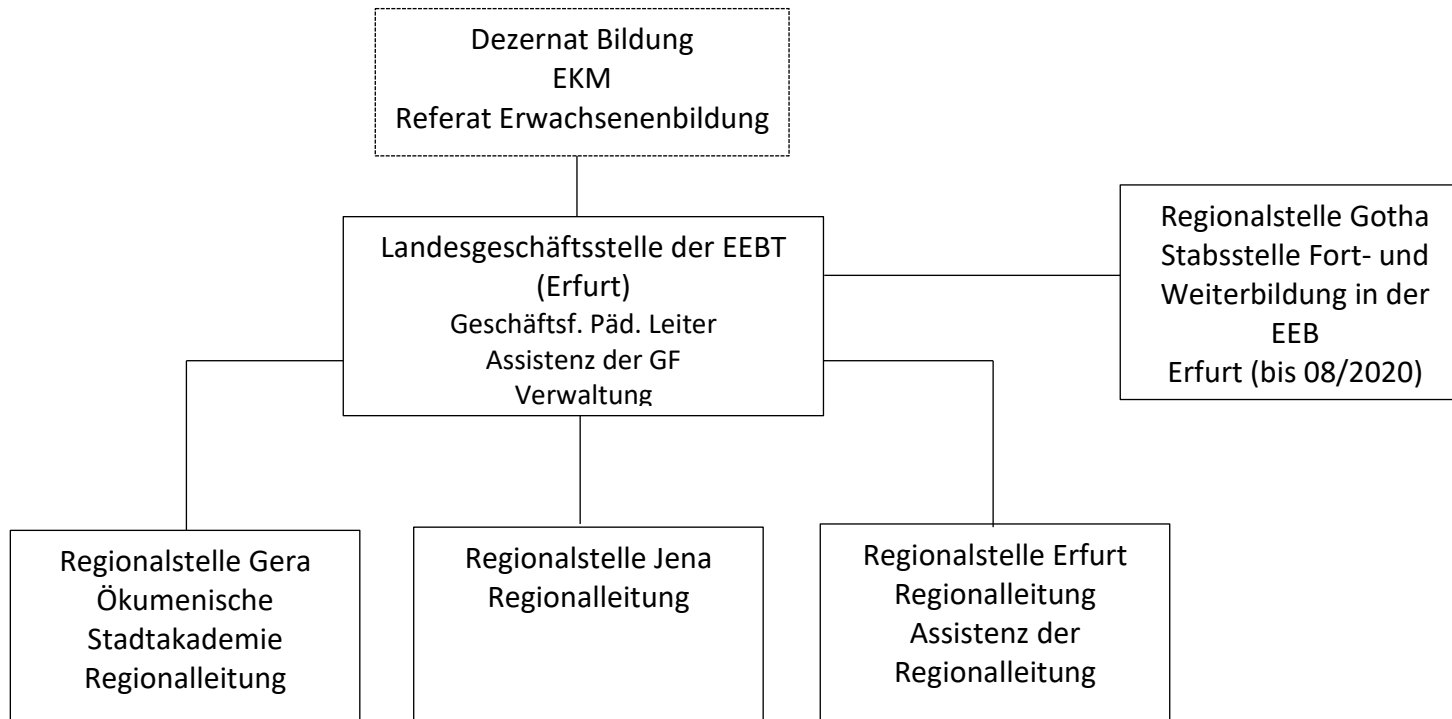 Dezernat Bildung
EKM
Referat Erwachsenenbildung
Landesgeschäftsstelle der EEBT
(Erfurt)
Geschäftsf. Päd. Leiter
Assistenz der GF
Verwaltung
Regionalstelle Gotha
Stabsstelle Fort- und
Weiterbildung in der
EEB
Erfurt (bis 08/2020)
Regionalstelle Gera
Ökumenische
Stadtakademie
Regionalleitung
Regionalstelle Jena
Regionalleitung
Regionalstelle Erfurt
Regionalleitung
Assistenz der
Regionalleitung